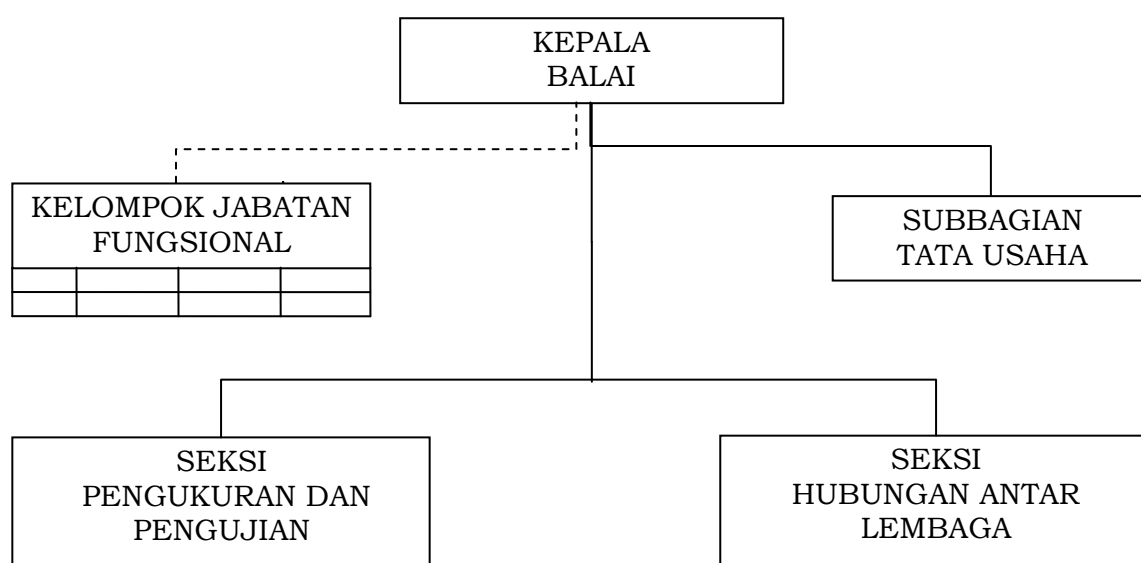 KEPALA
BALAI
KELOMPOK JABATAN
FUNGSIONAL
SUBBAGIAN
TATA USAHA
SEKSI
PENGUKURAN DAN
PENGUJIAN
SEKSI
HUBUNGAN ANTAR
LEMBAGA